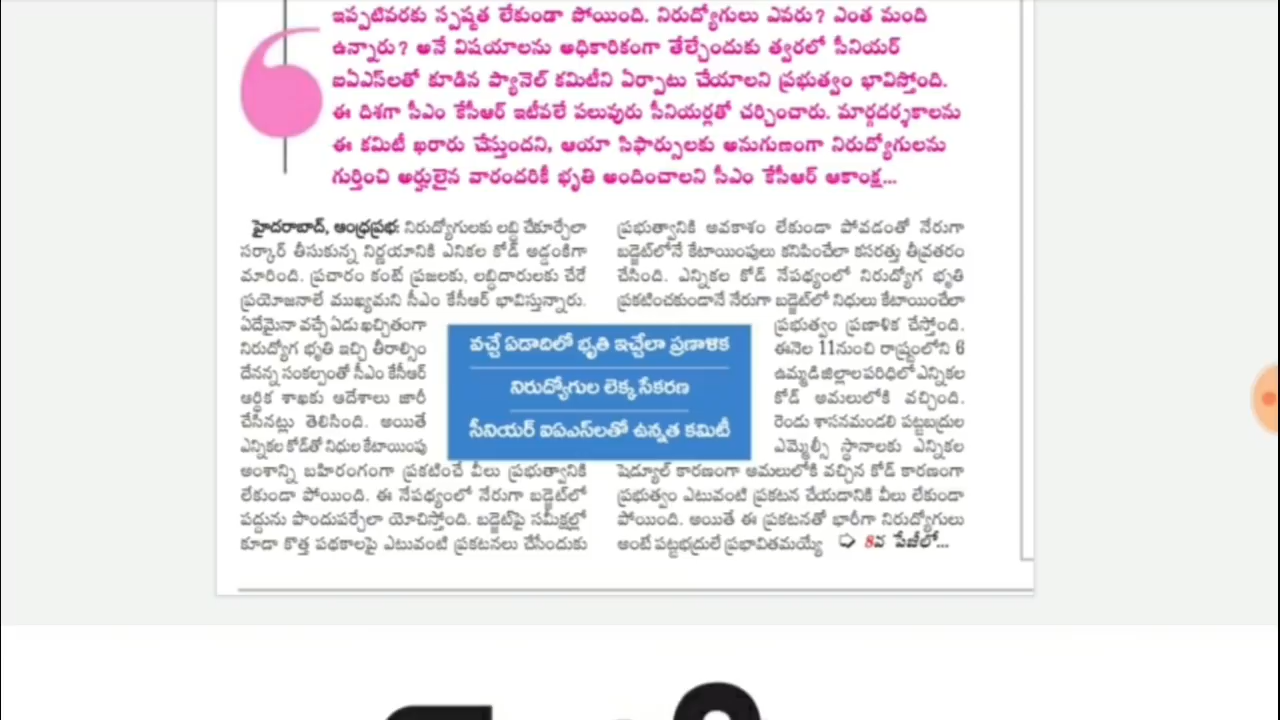 ఇప్పటివరకు స్పష్టత లేకుండా పోయింది. నిరుద్యోగులు ఎవరు? ఎంత మంది
ఉన్నారు? అనే విషయాలను అధికారికంగా తేల్చేందుకు త్వరలో సీనియర్
ఐఏఎస్‌లతో కూడిన ప్యానెల్ కమిటీని ఏర్పాటు చేయాలని ప్రభుత్వం భావిస్తోంది.
ఈ దిశగా సీఎం కేసీఆర్ ఇటీవలే పలువురు సీనియర్లతో చర్చించారు. మార్గదర్శకాలను
ఈ కమిటీ ఖరారు చేస్తుందని, ఆయా సిఫార్సులకు అనుగుణంగా నిరుద్యోగులను
గుర్తించి అర్హులైన వారందరికీ భృతి అందించాలని సీఎం కేసీఆర్ ఆకాంక్ష...
హైదరాబాద్, ఆంధ్రప్రభ: నిరుద్యోగులకు లబ్ది చేకూర్చేలా
సర్కార్ తీసుకున్న నిర్ణయానికి ఎనికల కోడ్ అడ్డంకిగా
మారింది. ప్రచారం కంటే ప్రజలకు, లబ్ధిదారులకు చేరే
ప్రయోజనాలే ముఖ్యమని సీఎం కేసీఆర్ భావిస్తున్నారు.
ఏదేమైనా వచ్చే ఏడు ఖచ్చితంగా
నిరుద్యోగ భృతి ఇచ్చి తీరాల్సిం
దేనన్న సంకల్పంతో సీఎం కేసీఆర్
ఆర్థిక శాఖకు ఆదేశాలు జారీ
చేసినట్లు తెలిసింది. అయితే
ఎన్నికల కోడ్‌తో నిధుల కేటాయింపు
అంశాన్ని బహిరంగంగా ప్రకటించే వీలు ప్రభుత్వానికి
లేకుండా పోయింది. ఈ నేపథ్యంలో నేరుగా బడ్జెట్‌లో
పద్దును పొందుపర్చేలా యోచిస్తోంది. బడ్జెట్‌పై సమీక్షల్లో
కూడా కొత్త పథకాలపై ఎటువంటి ప్రకటనలు చేసేందుకు
వచ్చే ఏడాదిలో భృతి ఇచ్చేలా ప్రణాళిక
నిరుద్యోగుల లెక్క సేకరణ
సీనియర్ ఐఏఎస్‌లతో ఉన్నత కమిటీ
ప్రభుత్వానికి అవకాశం లేకుండా పోవడంతో నేరుగా
బడ్జెట్‌లోనే కేటాయింపులు కనిపించేలా కసరత్తు తీవ్రతరం
చేసింది. ఎన్నికల కోడ్ నేపథ్యంలో నిరుద్యోగ భృతి
ప్రకటించకుండానే నేరుగా బడ్జెట్‌లో నిధులు కేటాయించేలా
ప్రభుత్వం ప్రణాళిక చేస్తోంది.
ఈనెల 11నుంచి రాష్ట్రంలోని 6
ఉమ్మడి జిల్లాల పరిధిలో ఎన్నికల
కోడ్ అమలులోకి వచ్చింది.
రెండు శాసనమండలి పట్టభద్రుల
ఎమ్మెల్సీ స్థానాలకు ఎన్నికల
షెడ్యూల్ కారణంగా అమలులోకి వచ్చిన కోడ్ కారణంగా
ప్రభుత్వం ఎటువంటి ప్రకటన చేయడానికి వీలు లేకుండా
పోయింది. అయితే ఈ ప్రకటనతో భారీగా నిరుద్యోగులు
అంటే పట్టభద్రులే ప్రభావితమయ్యే ➪ 8వ పేజీలో...